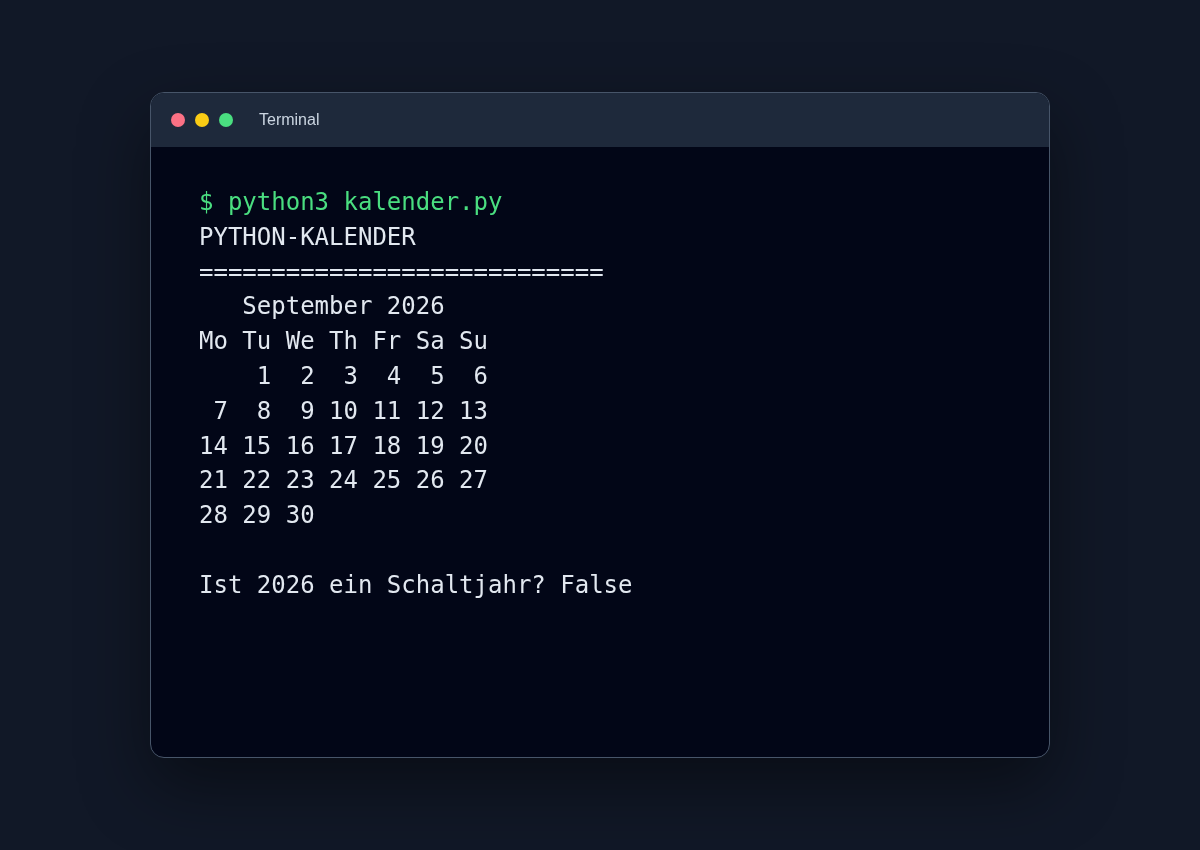 Terminal
$ python3 kalender.py
PYTHON-KALENDER
============================
   September 2026
Mo Tu We Th Fr Sa Su
    1  2  3  4  5  6
 7  8  9 10 11 12 13
14 15 16 17 18 19 20
21 22 23 24 25 26 27
28 29 30
Ist 2026 ein Schaltjahr? False